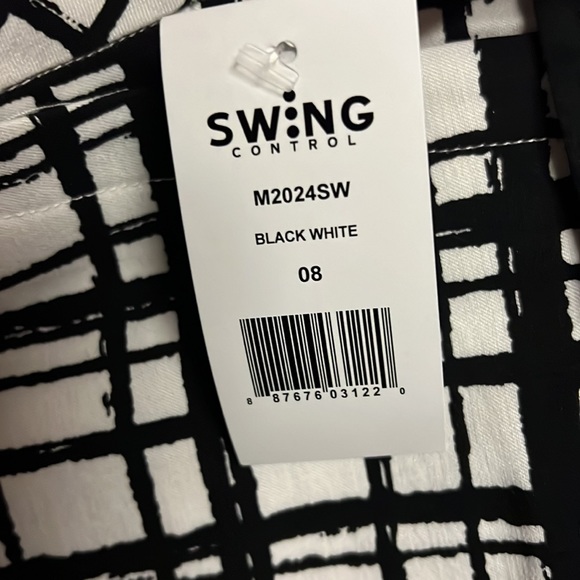 SWING
CONTROL
M2024SW
BLACK WHITE
08
8 87676 03122 0